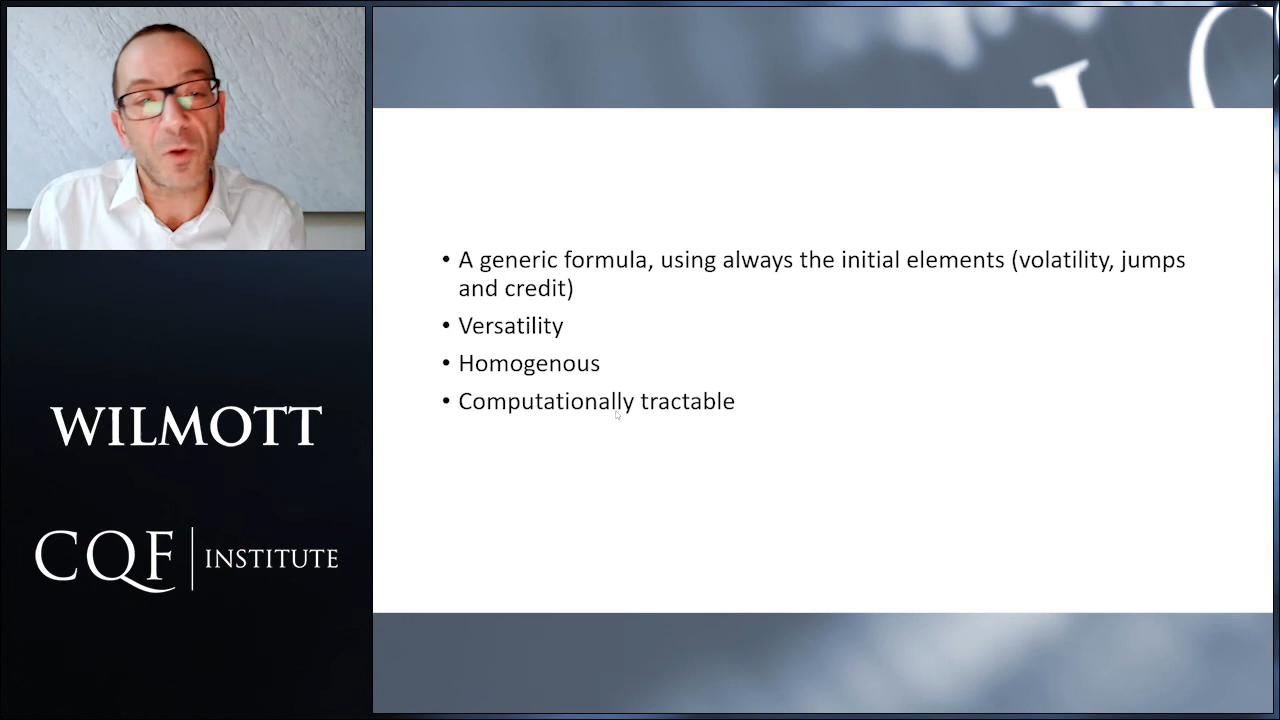 • A generic formula, using always the initial elements (volatility, jumps
and credit)
• Versatility
• Homogenous
• Computationally tractable
WILMOTT
CQF | INSTITUTE